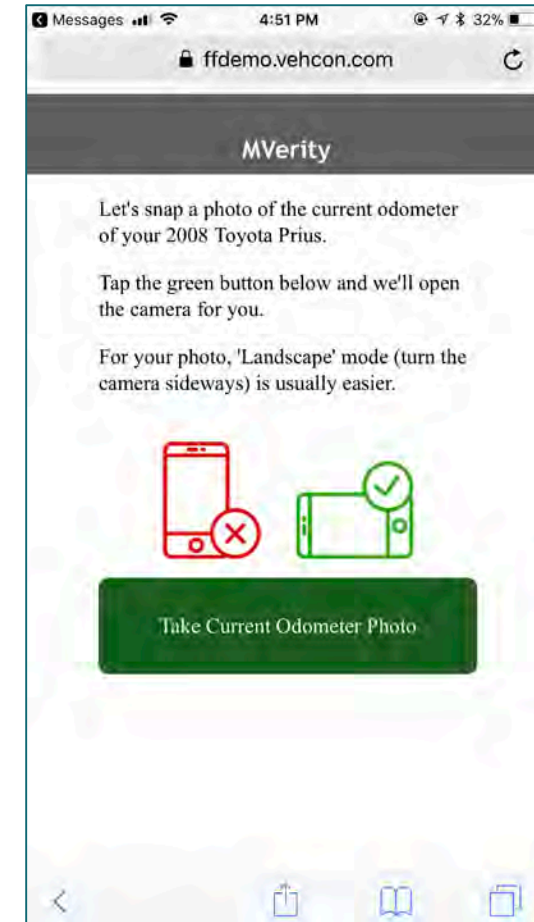 Messages 4:51 PM 32%
ffdemo.vehcon.com
MVerity
Let's snap a photo of the current odometer
of your 2008 Toyota Prius.
Tap the green button below and we'll open
the camera for you.
For your photo, 'Landscape' mode (turn the
camera sideways) is usually easier.
Take Current Odometer Photo